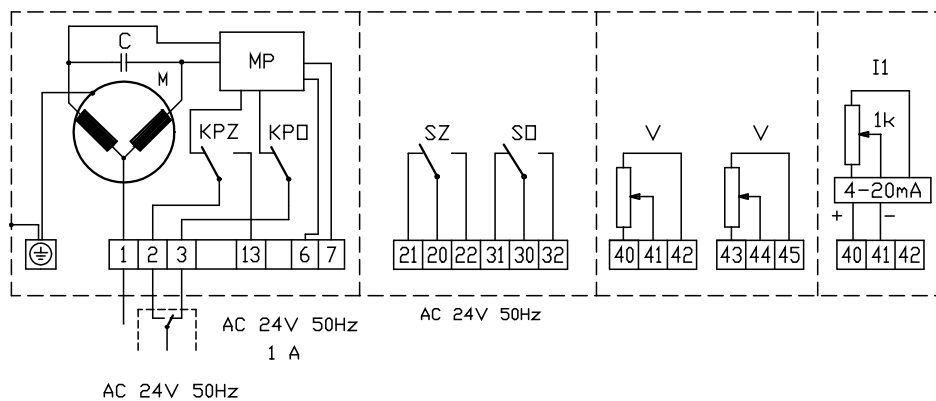 C
M
MP
KPZ KPO
1 2 3 13 6 7
AC 24V 50Hz
1 A
AC 24V 50Hz
SZ SO
21 20 22 31 30 32
AC 24V 50Hz
V V
40 41 42 43 44 45
I1
1k
4-20mA
+ -
40 41 42